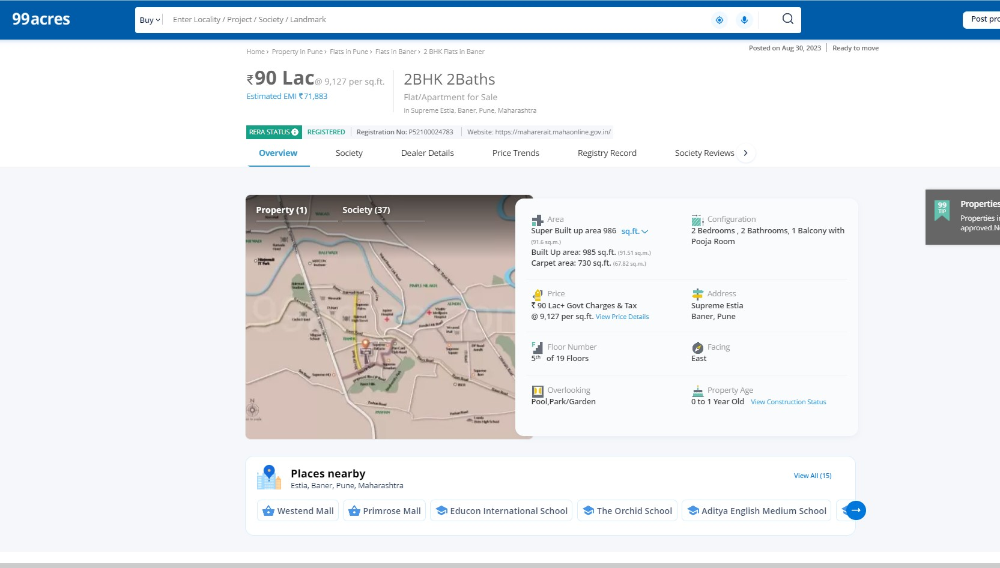 99acres
Buy
Enter Locality / Project / Society / Landmark
Post pro
Home › Property in Pune › Flats in Pune › Flats in Baner › 2 BHK Flats in Baner
Posted on Aug 30, 2023 | Ready to move
₹90 Lac @ 9,127 per sq.ft.
Estimated EMI ₹71,883
2BHK 2Baths
Flat/Apartment for Sale
in Supreme Estia, Baner, Pune, Maharashtra
RERA STATUS REGISTERED Registration No: P52100024783 Website: https://maharerait.mahaonline.gov.in/
Overview Society Dealer Details Price Trends Registry Record Society Reviews
Property (1) Society (37)
WAKAD
BALEWADI
PIMPLE NILAKH
AUNDH
BANER
PASHAN
N
Area
Super Built up area 986 sq.ft.
(91.6 sq.m.)
Built Up area: 985 sq.ft. (91.51 sq.m.)
Carpet area: 730 sq.ft. (67.82 sq.m.)
Configuration
2 Bedrooms , 2 Bathrooms, 1 Balcony with
Pooja Room
Price
₹ 90 Lac+ Govt Charges & Tax
@ 9,127 per sq.ft. View Price Details
Address
Supreme Estia
Baner, Pune
Floor Number
5th of 19 Floors
Facing
East
Overlooking
Pool,Park/Garden
Property Age
0 to 1 Year Old View Construction Status
99
TIP
Properties
Properties i
approved.N
Places nearby
Estia, Baner, Pune, Maharashtra
View All (15)
Westend Mall
Primrose Mall
Educon International School
The Orchid School
Aditya English Medium School